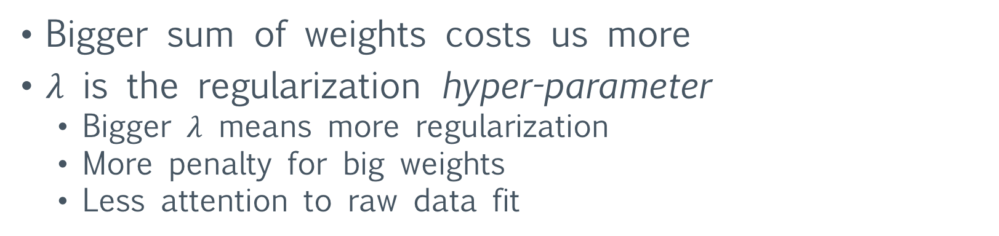 • Bigger sum of weights costs us more
• λ is the regularization hyper-parameter
• Bigger λ means more regularization
• More penalty for big weights
• Less attention to raw data fit